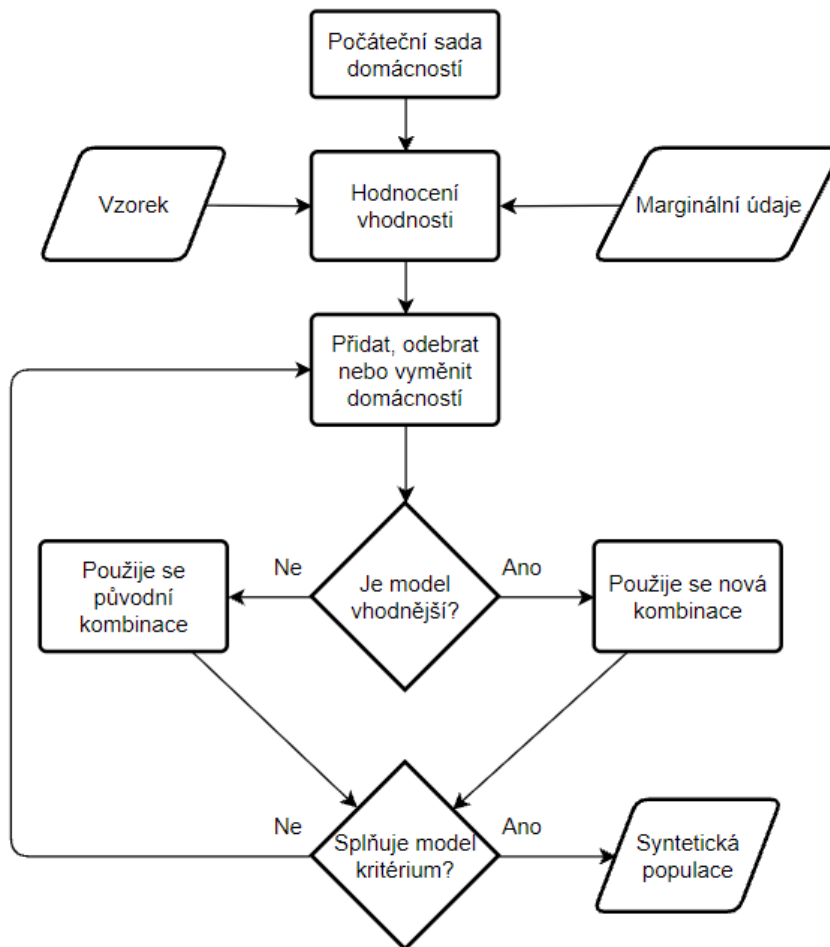 Počáteční sada
domácností
Vzorek
Hodnocení
vhodnosti
Marginální údaje
Přidat, odebrat
nebo vyměnit
domácností
Ne
Je model
vhodnější?
Ano
Použije se
původní
kombinace
Použije se nová
kombinace
Ne
Splňuje model
kritérium?
Ano
Syntetická
populace